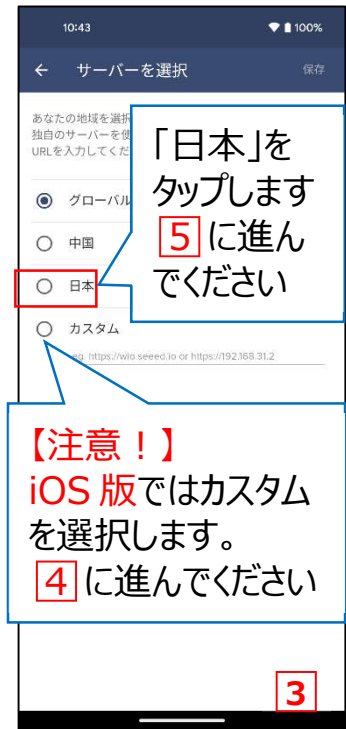 10:43
100%
← サーバーを選択
保存
あなたの地域を選択
独自のサーバーを使
URLを入力してくだ
「日本」を
タップします
5 に進ん
でください
グローバル
中国
日本
カスタム
eg. https://wio.seeed.io or https://192.168.31.2
【注意！】
iOS 版ではカスタム
を選択します。
4 に進んでください
3